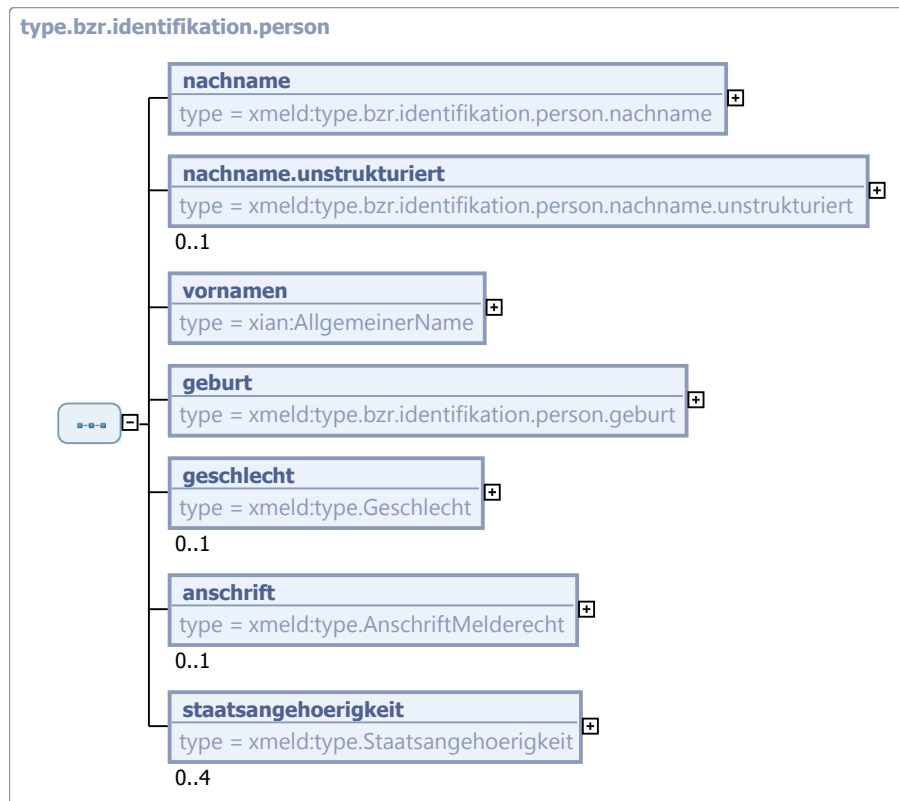 type.bzr.identifikation.person
nachname
type = xmeld:type.bzr.identifikation.person.nachname
nachname.unstrukturiert
type = xmeld:type.bzr.identifikation.person.nachname.unstrukturiert
0..1
vornamen
type = xian:AllgemeinerName
geburt
type = xmeld:type.bzr.identifikation.person.geburt
geschlecht
type = xmeld:type.Geschlecht
0..1
anschrift
type = xmeld:type.AnschriftMelderecht
0..1
staatsangehoerigkeit
type = xmeld:type.Staatsangehoerigkeit
0..4